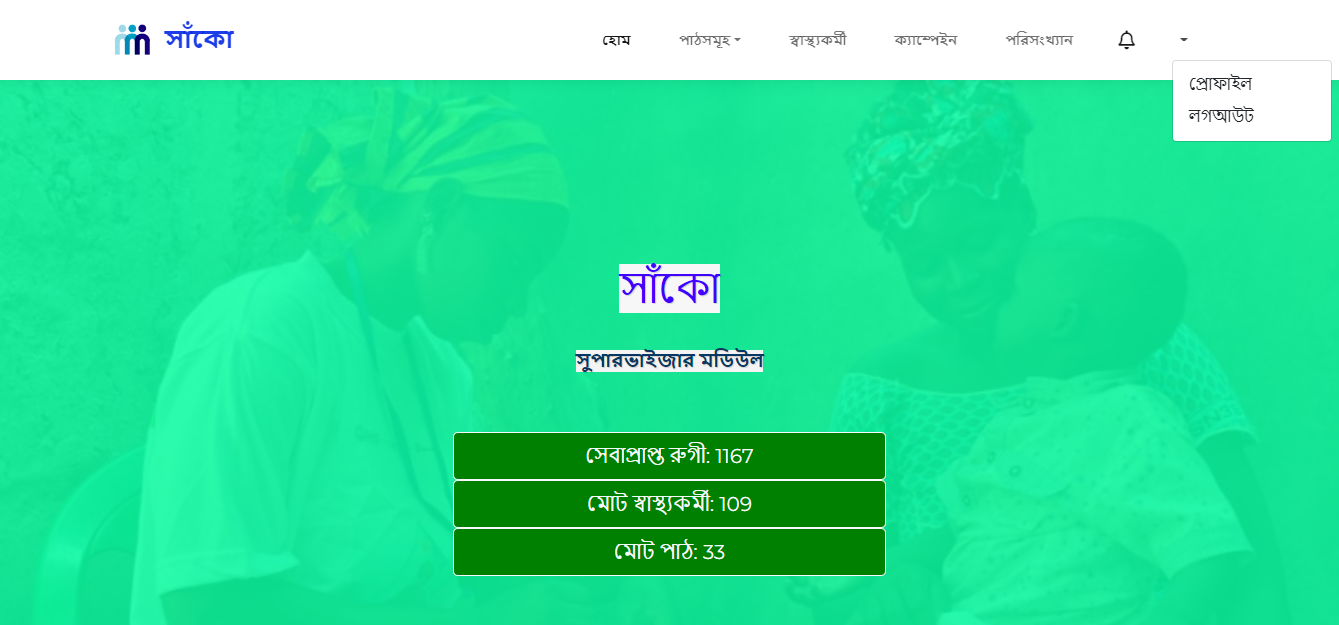 সাঁকো
হোম
পাঠসমূহ
স্বাস্থ্যকর্মী
ক্যাম্পেইন
পরিসংখ্যান
প্রোফাইল
লগআউট
সাঁকো
সুপারভাইজার মডিউল
সেবাপ্রাপ্ত রুগী: 1167
মোট স্বাস্থ্যকর্মী: 109
মোট পাঠ: 33